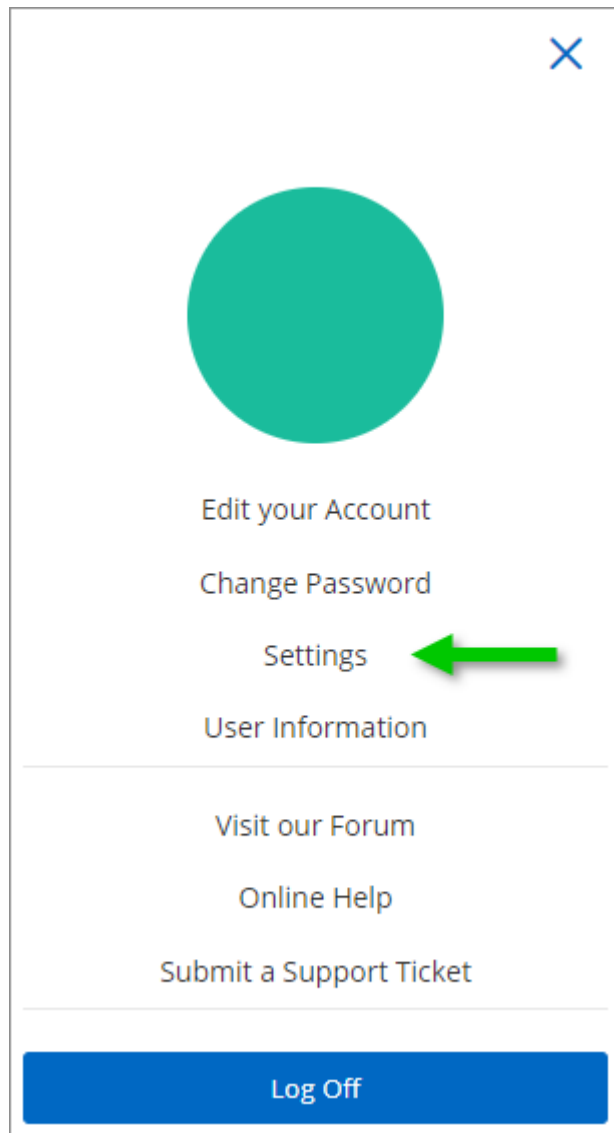 Edit your Account
Change Password
Settings
User Information
Visit our Forum
Online Help
Submit a Support Ticket
Log Off